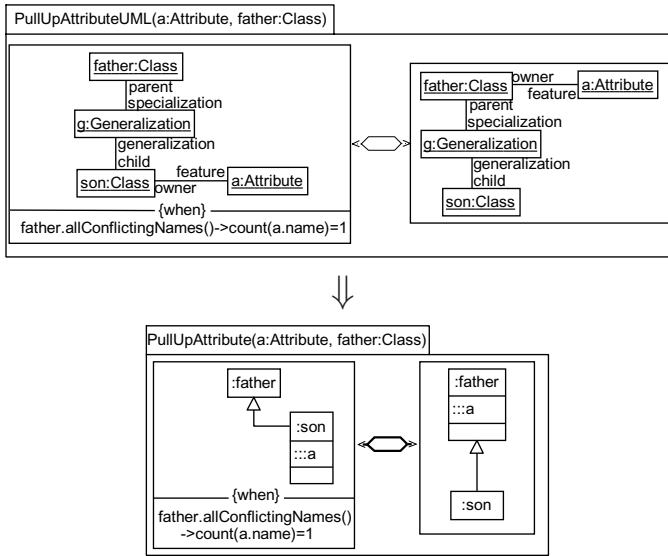 PullUpAttributeUML(a:Attribute, father:Class)
father:Class
parent
specialization
g:Generalization
generalization
child
feature
son:Class
a:Attribute
owner
{when}
father.allConflictingNames()->count(a.name)=1
owner
father:Class
a:Attribute
feature
parent
specialization
g:Generalization
generalization
child
son:Class
PullUpAttribute(a:Attribute, father:Class)
:father
:son
:::a
{when}
father.allConflictingNames()
->count(a.name)=1
:father
:::a
:son